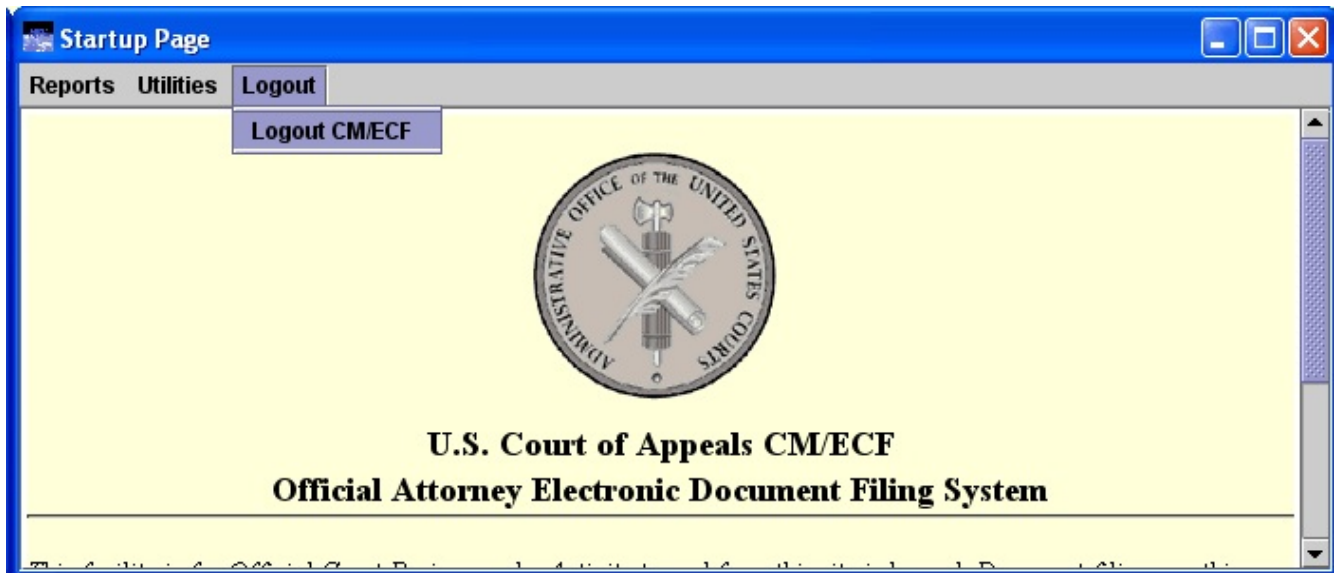 Startup Page
Reports Utilities Logout
Logout CM/ECF
ADMINISTRATIVE OFFICE OF THE UNITED STATES COURTS
U.S. Court of Appeals CM/ECF
Official Attorney Electronic Document Filing System